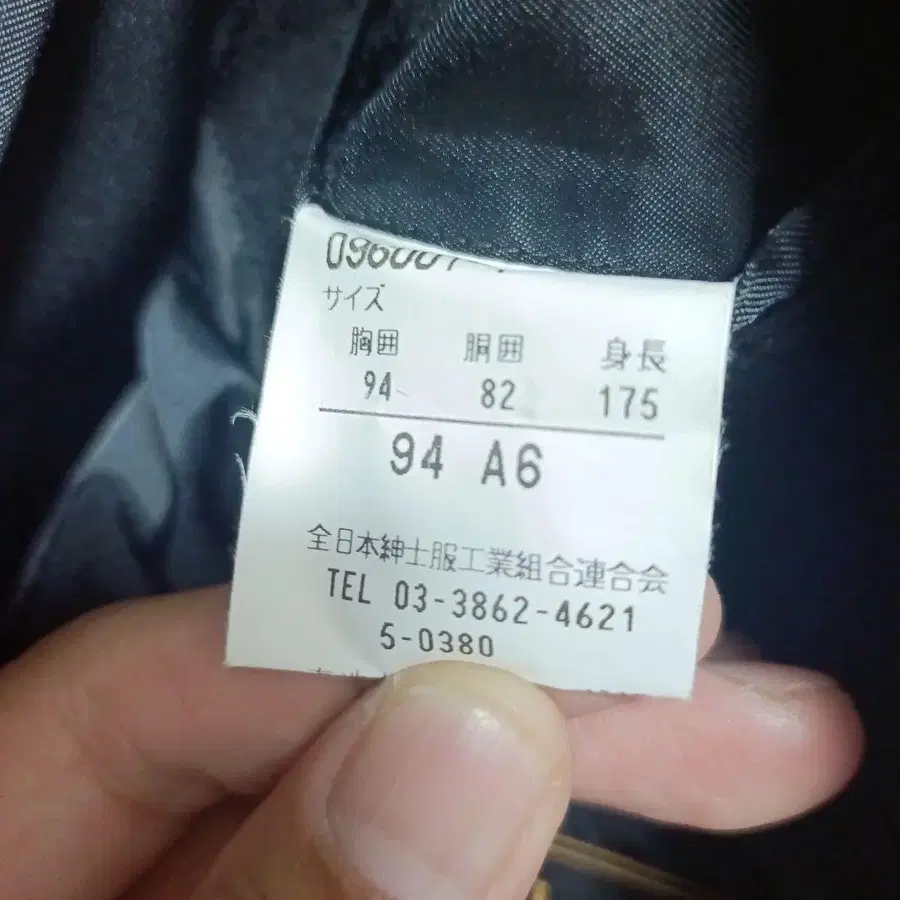 サイズ
胸囲 胴囲 身長
94 82 175
94 A6
全日本紳士服工業組合連合会
TEL 03-3862-4621
5-0380